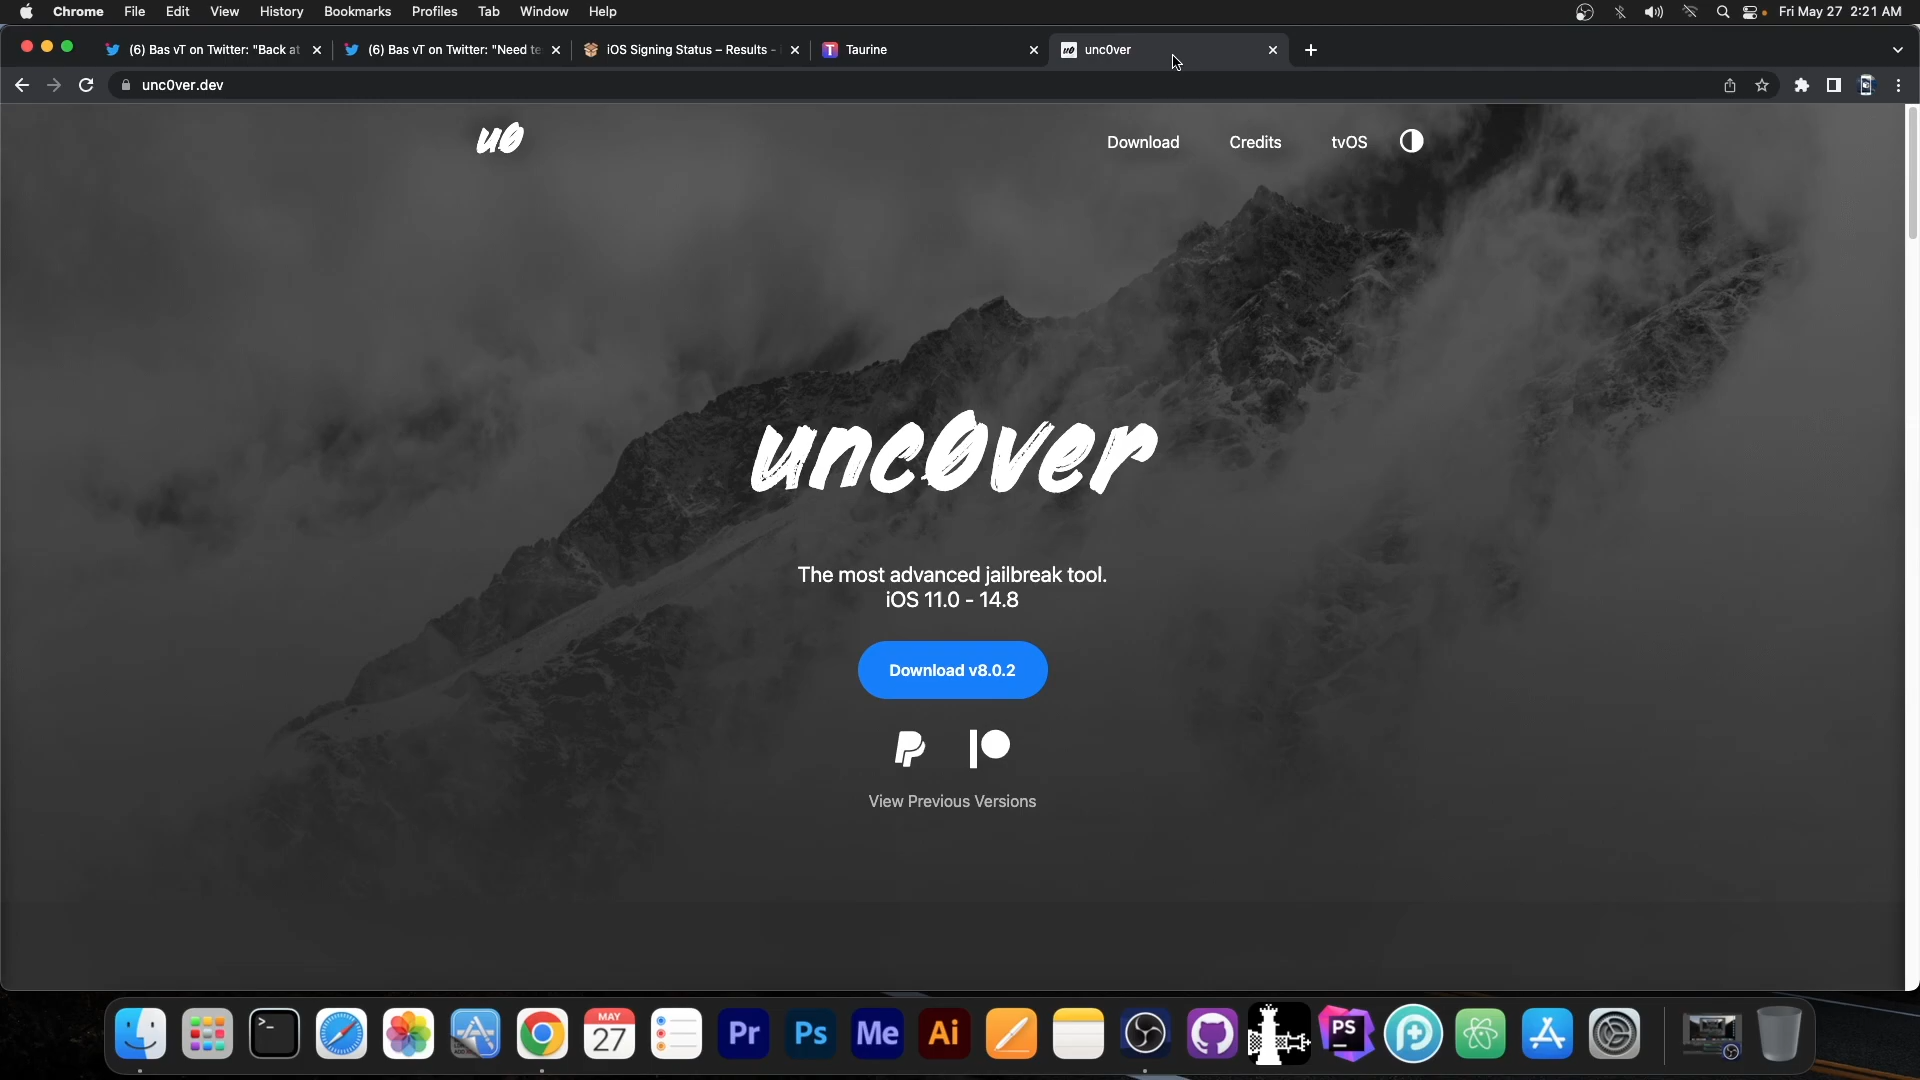 Chrome File Edit View History Bookmarks Profiles Tab Window Help Fri May 27 2:21 AM
(6) Bas vT on Twitter: "Back at (6) Bas vT on Twitter: "Need te iOS Signing Status – Results - Taurine unc0ver
unc0ver.dev
u0 Download Credits tvOS
unc0ver
The most advanced jailbreak tool.
iOS 11.0 - 14.8
Download v8.0.2
View Previous Versions
>_ MAY 27 Pr Ps Me Ai PS